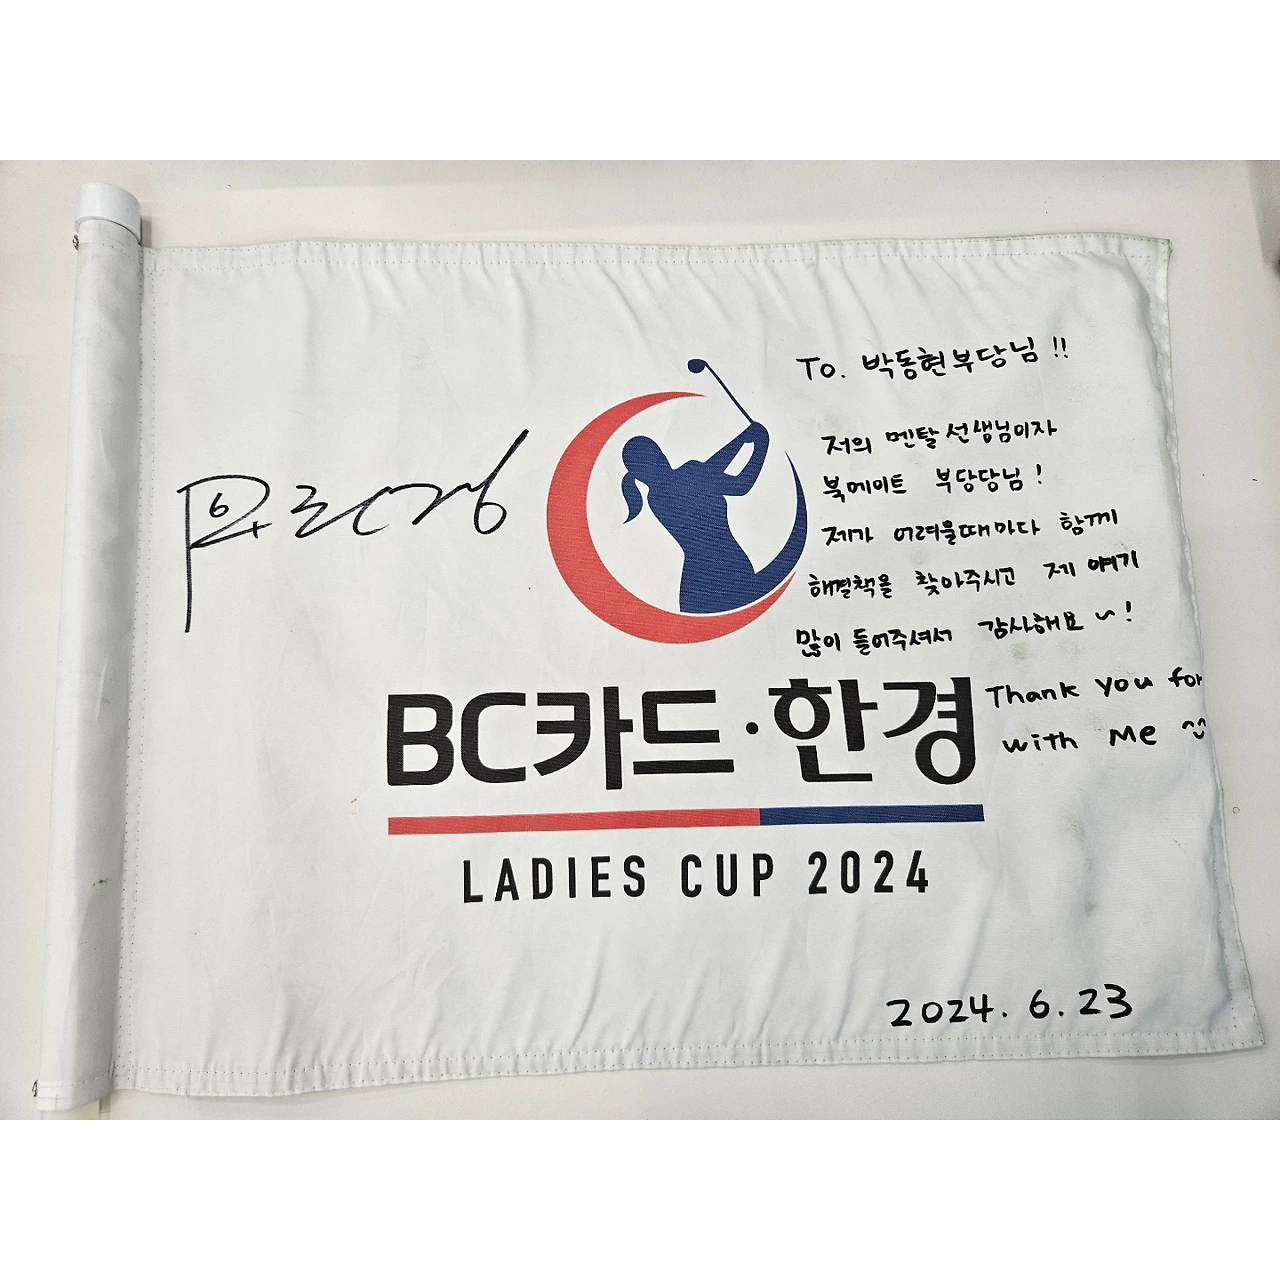 To. 박동현부당님!!
저의 멘탈선생님이자
북메이트 부당당님!
제가 어려울때마다 함께
해결책을 찾아주시고 제 얘기
많이 들어주셔서 감사해요~!
Thank you for
with Me ^^
BC카드·한경
LADIES CUP 2024
2024.6.23